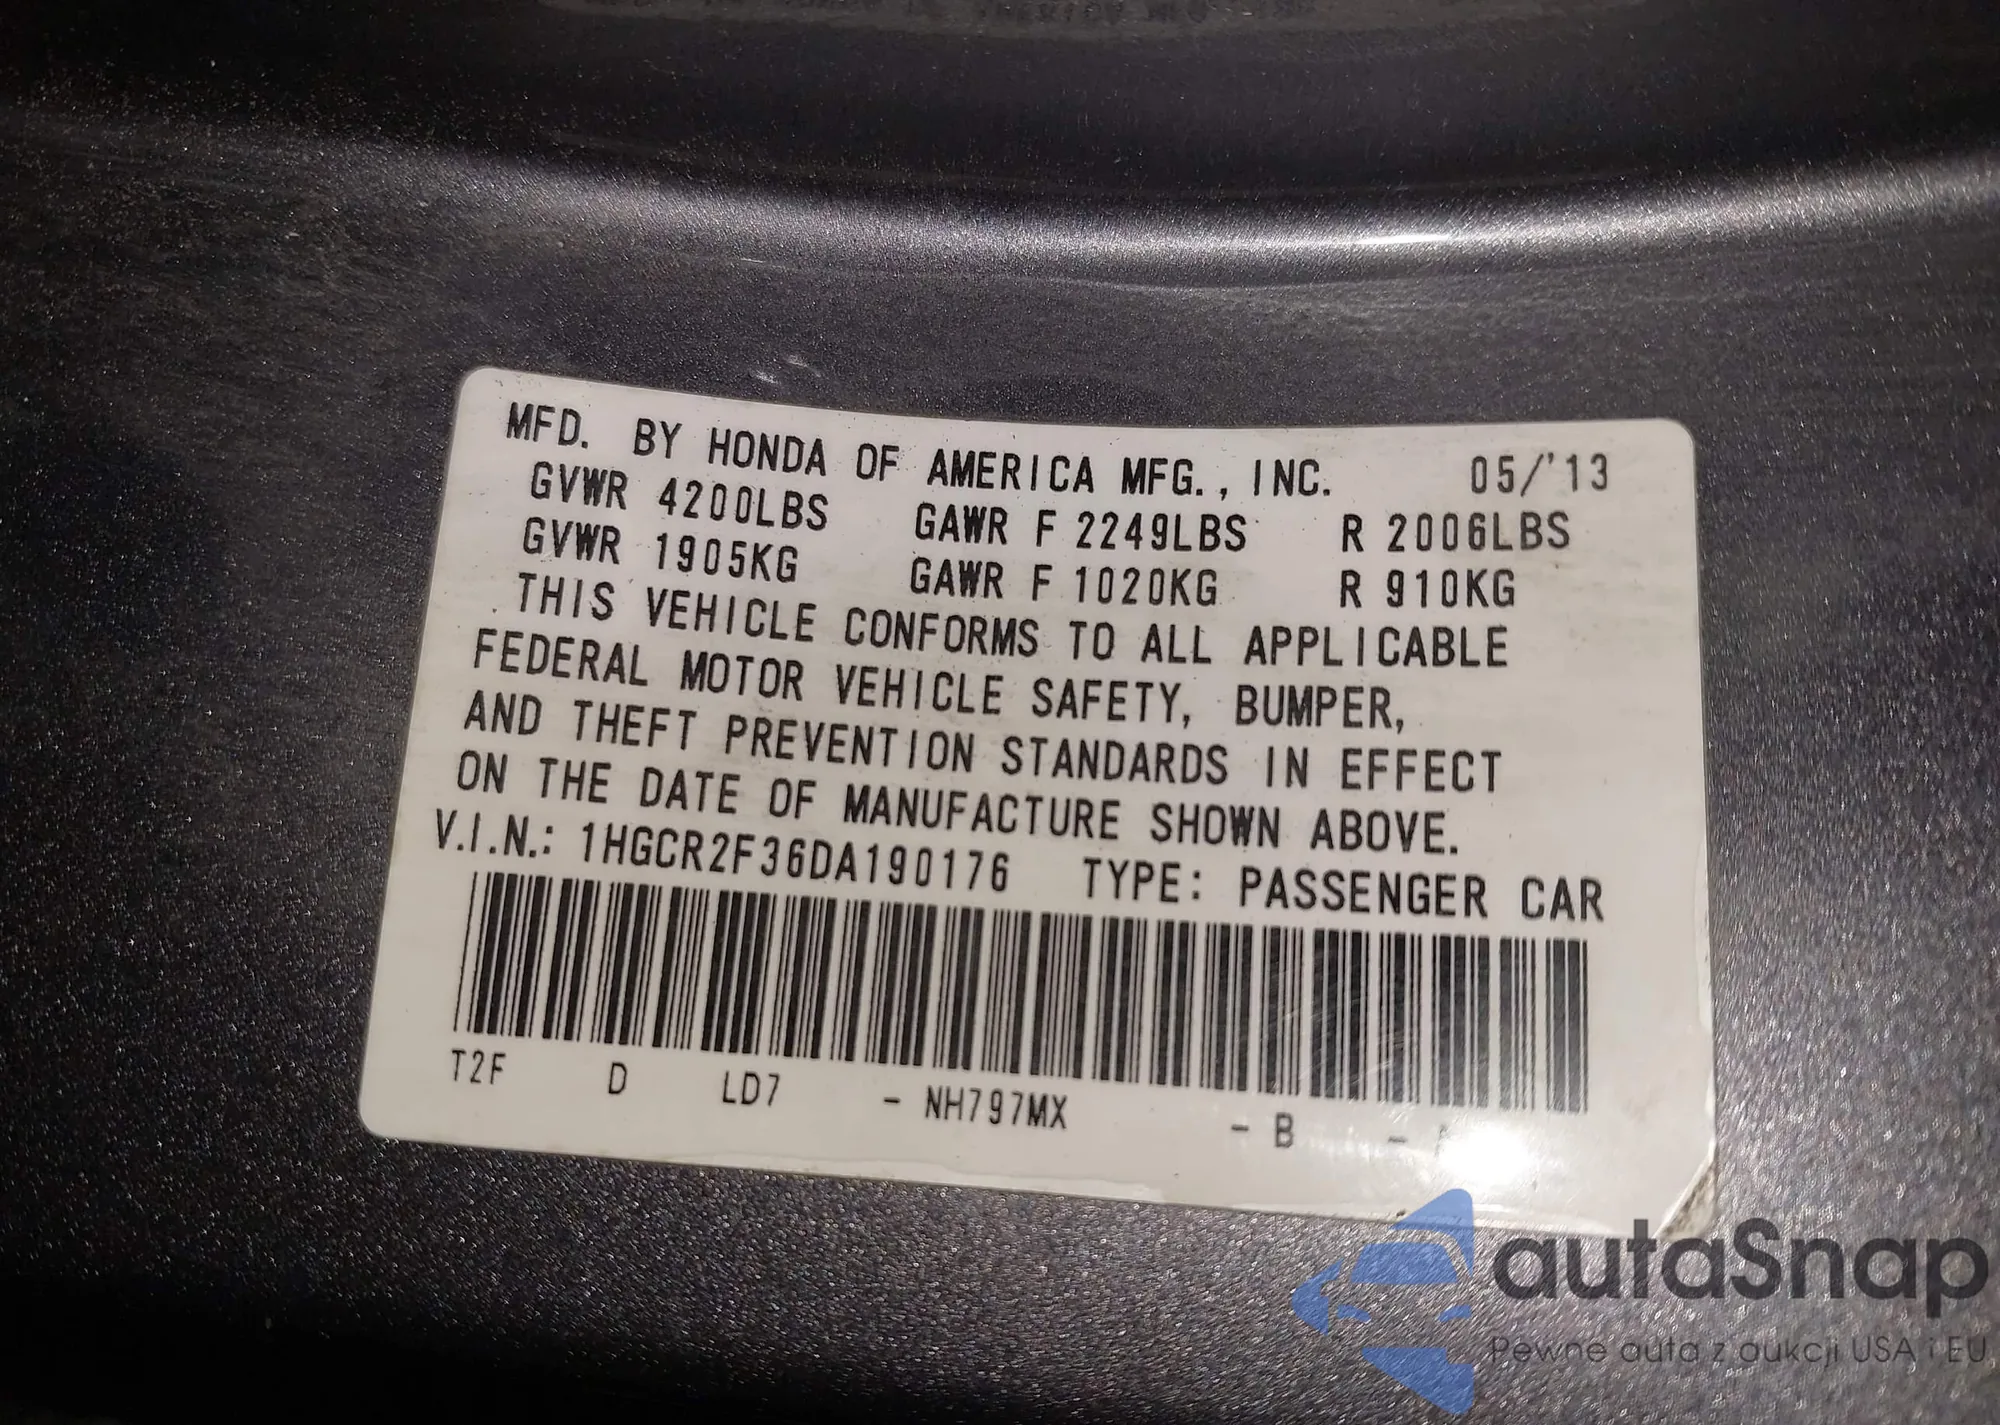 MFD. BY HONDA OF AMERICA MFG., INC. 05/'13
GVWR 4200LBS GAWR F 2249LBS R 2006LBS
GVWR 1905KG GAWR F 1020KG R 910KG
THIS VEHICLE CONFORMS TO ALL APPLICABLE
FEDERAL MOTOR VEHICLE SAFETY, BUMPER,
AND THEFT PREVENTION STANDARDS IN EFFECT
ON THE DATE OF MANUFACTURE SHOWN ABOVE.
V.I.N.: 1HGCR2F36DA190176 TYPE: PASSENGER CAR
T2F D LD7 - NH797MX - B -
autaSnap
Pewne auta z aukcji USA i EU